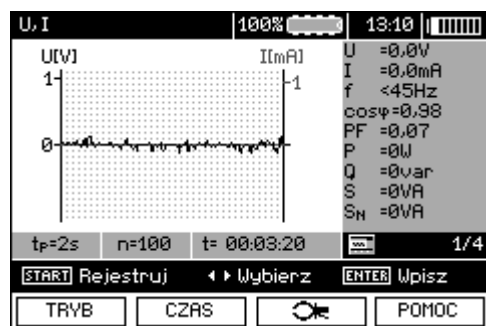 U,I 100% 13:10
U[V] I[mA]
1 1
0
U =0,0V
I =0,0mA
f <45Hz
cosφ=0,98
PF =0,07
P =0W
Q =0var
S =0VA
SN =0VA
tP=2s n=100 t= 00:03:20 1/4
START Rejestruj Wybierz ENTER Wpisz
TRYB CZAS POMOC